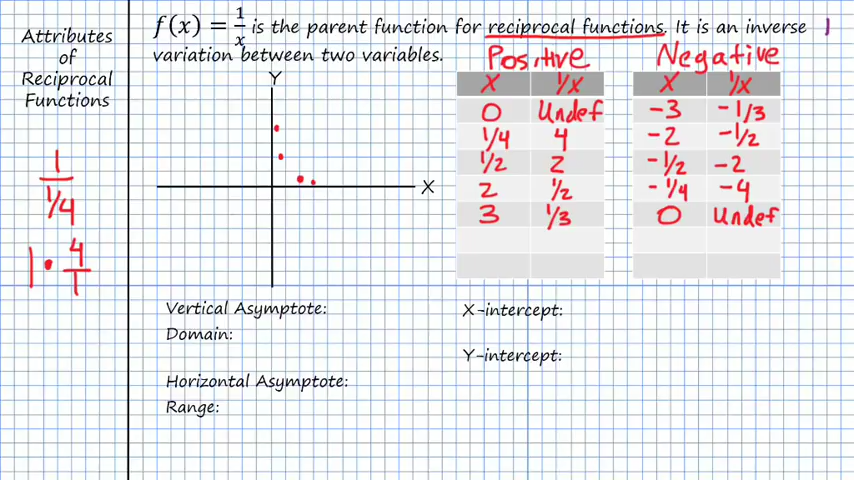 Attributes
of
Reciprocal
Functions
f(x) = 1/x is the parent function for reciprocal functions. It is an inverse
variation between two variables.
1/(1/4)
1 • 4/1
Y
X
Positive
X 1/X
0 Undef
1/4 4
1/2 2
2 1/2
3 1/3
Negative
X 1/X
-3 -1/3
-2 -1/2
-1/2 -2
-1/4 -4
0 Undef
Vertical Asymptote:
Domain:
Horizontal Asymptote:
Range:
X-intercept:
Y-intercept: